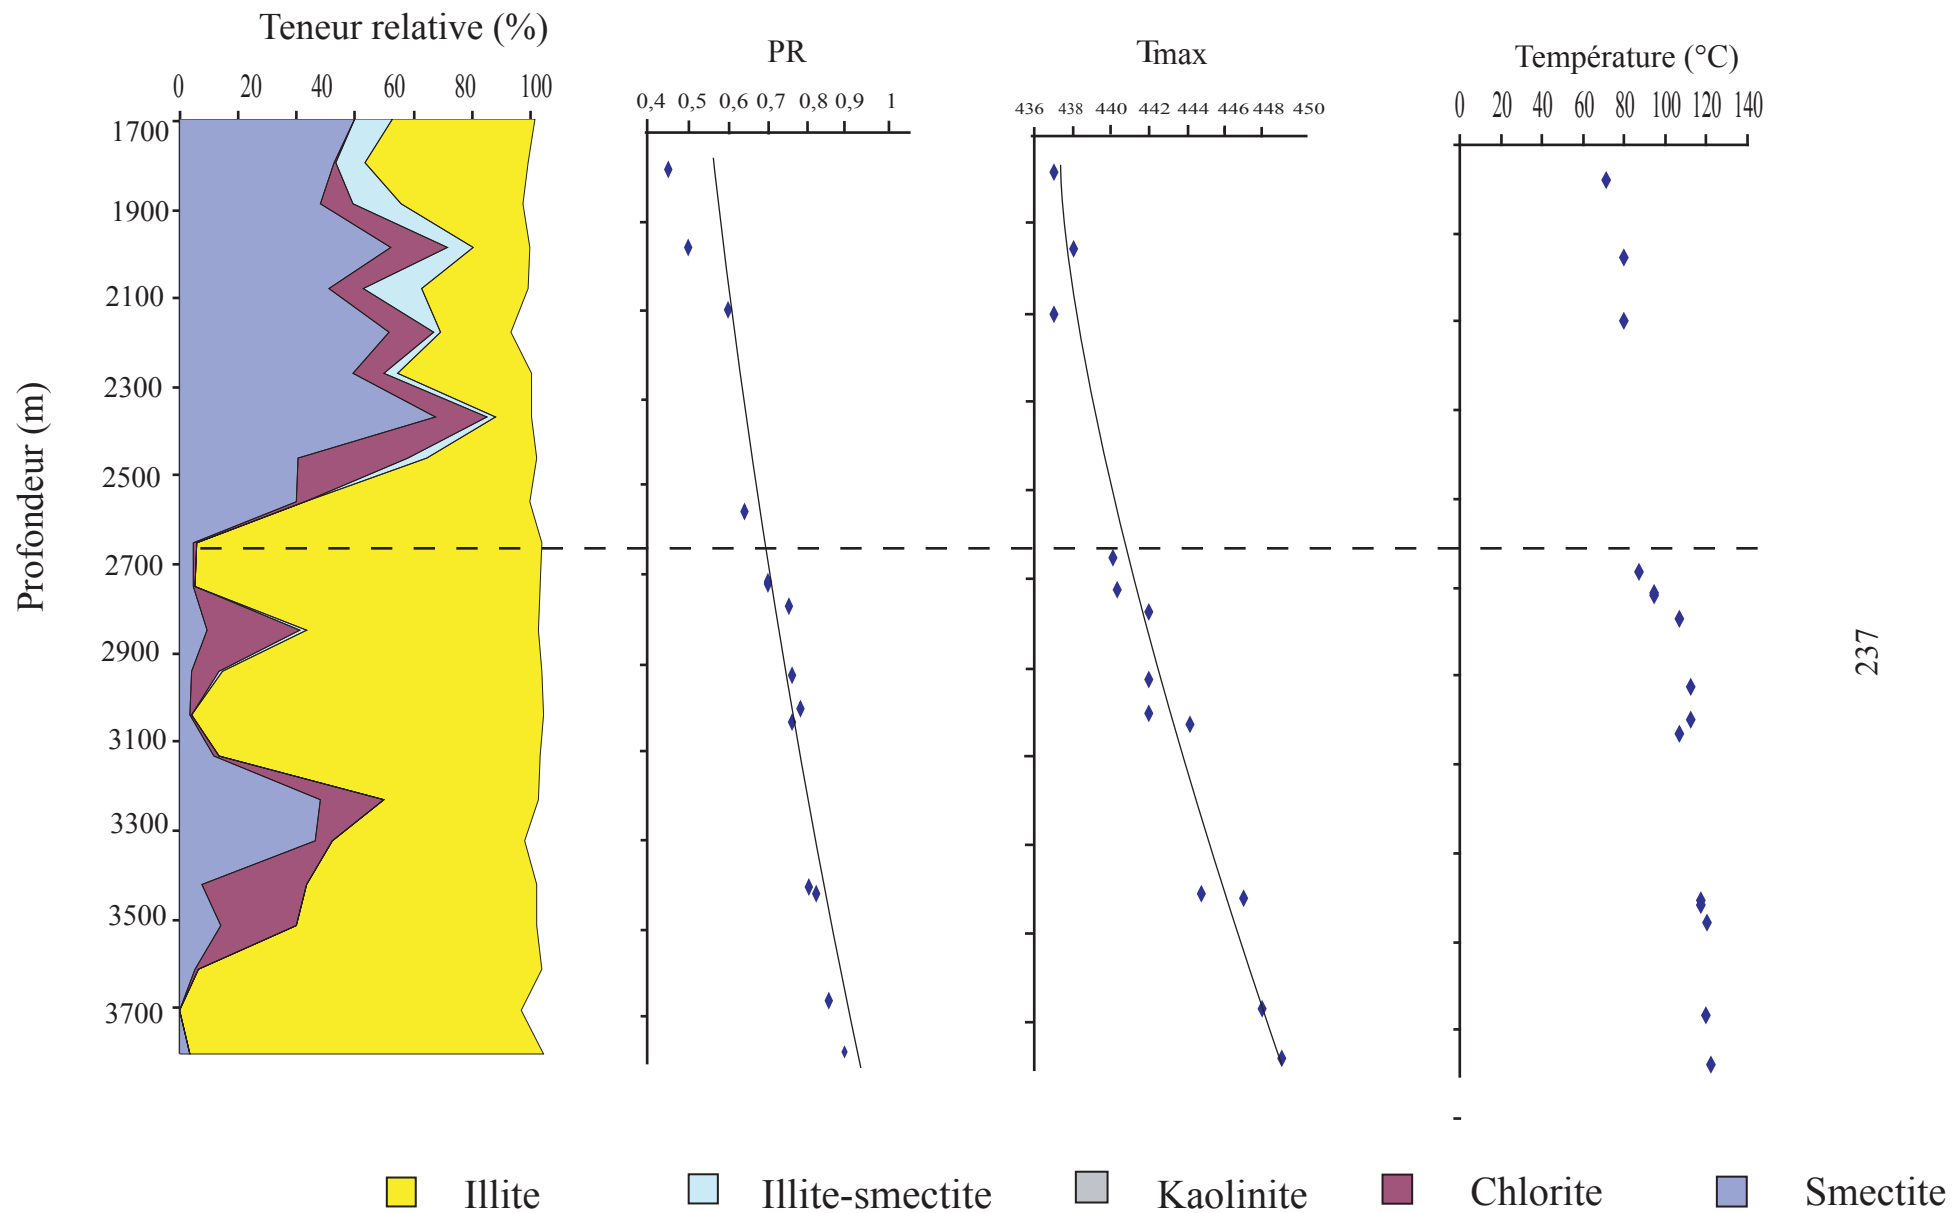 Teneur relative (%)
0 20 40 60 80 100
PR
0,4 0,5 0,6 0,7 0,8 0,9 1
Tmax
436 438 440 442 444 446 448 450
Température (°C)
0 20 40 60 80 100 120 140
Profondeur (m)
1700
1900
2100
2300
2500
2700
2900
3100
3300
3500
3700
237
Illite
Illite-smectite
Kaolinite
Chlorite
Smectite